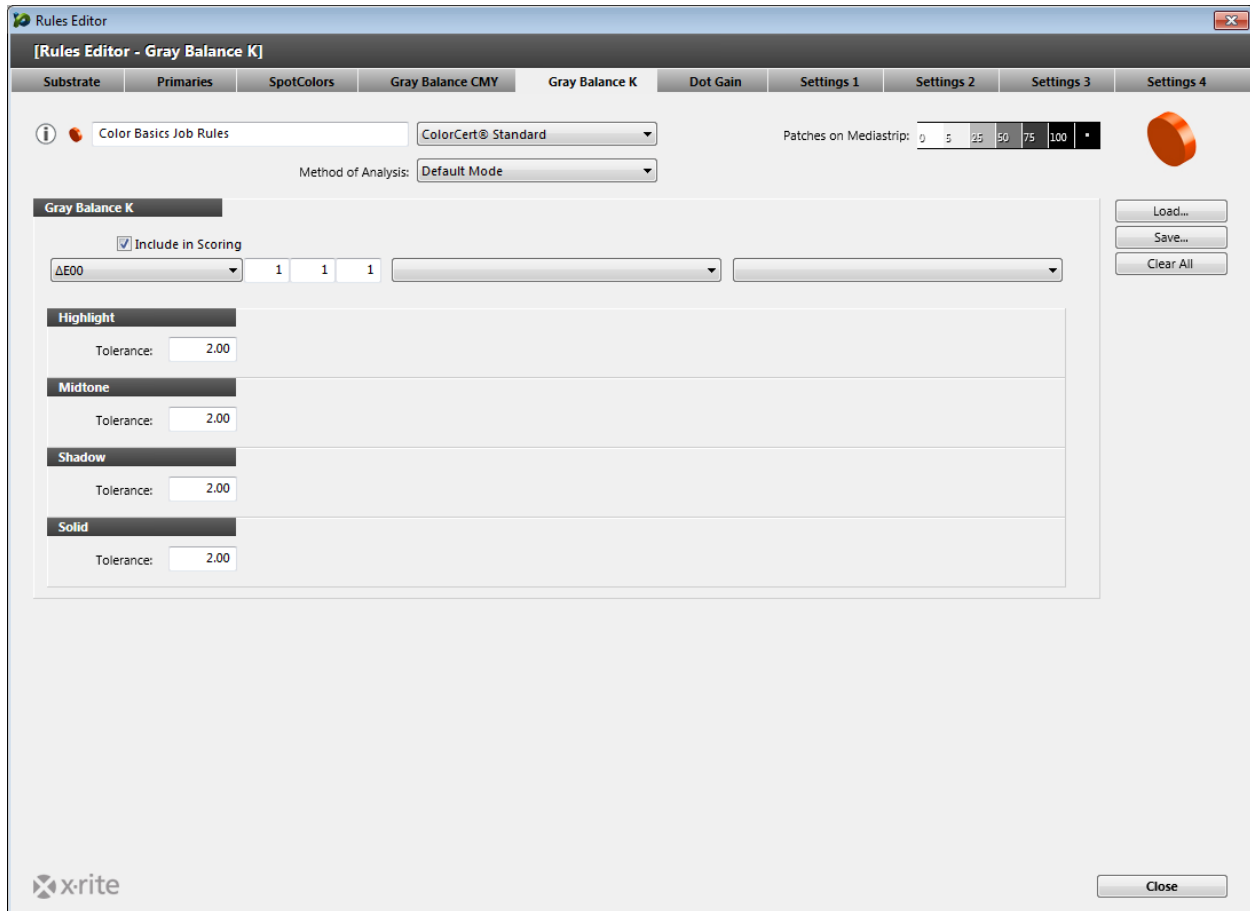 Rules Editor
[Rules Editor - Gray Balance K]
Substrate Primaries SpotColors Gray Balance CMY Gray Balance K Dot Gain Settings 1 Settings 2 Settings 3 Settings 4
Color Basics Job Rules ColorCert® Standard Patches on Mediastrip: 0 5 25 50 75 100 *
Method of Analysis: Default Mode
Gray Balance K Load...
Include in Scoring Save...
ΔE00 1 1 1 Clear All
Highlight
Tolerance: 2.00
Midtone
Tolerance: 2.00
Shadow
Tolerance: 2.00
Solid
Tolerance: 2.00
x·rite Close